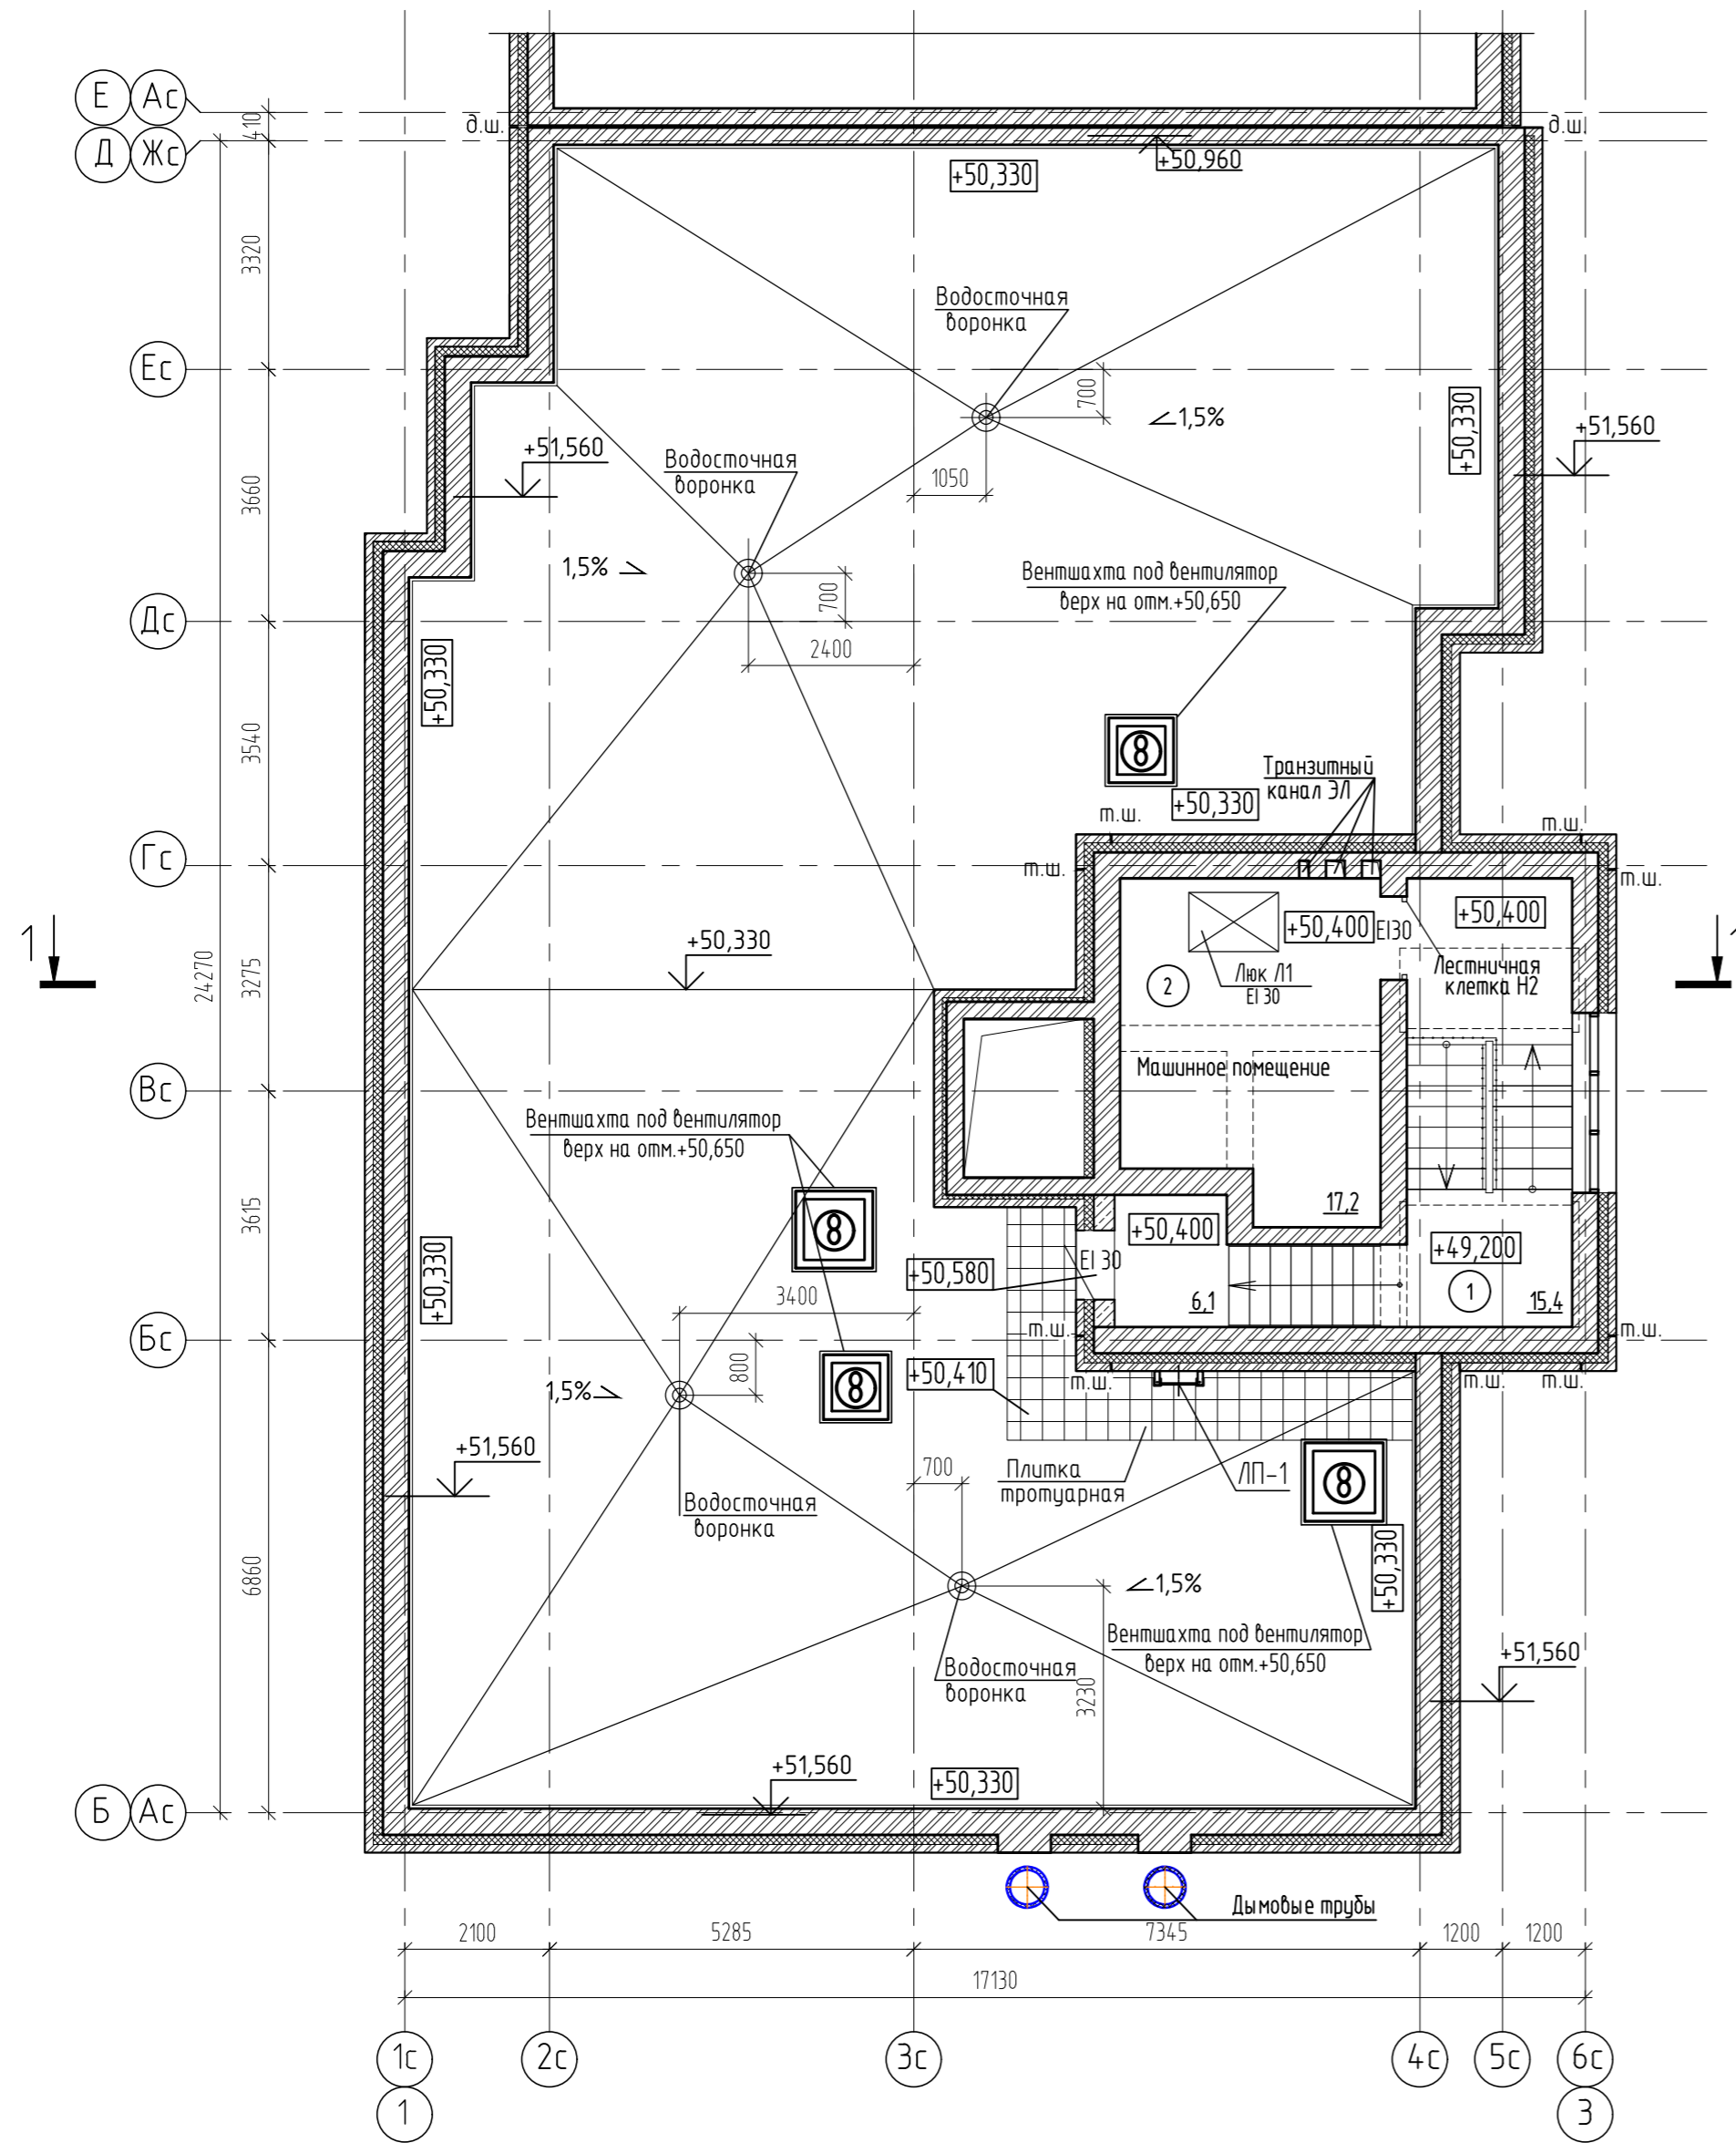 Е Ас
410
д.ш.
д.ш.
Д Жс
+50,960
+50,330
3320
Водосточная
воронка
Ес
700
1,5%
+50,330
+51,560
+51,560
Водосточная
воронка
1050
3660
1,5%
Вентшахта под вентилятор
верх на отм.+50,650
700
Дс
2400
+50,330
3540
8
Транзитный
канал ЭЛ
+50,330
т.ш.
т.ш.
Гс
т.ш.
т.ш.
+50,400
+50,400
EI30
1
+50,330
1
24270
3275
2
Люк Л1
EI 30
Лестничная
клетка Н2
Машинное помещение
Вс
Вентшахта под вентилятор
верх на отм.+50,650
3615
8
17,2
+50,400
+49,200
+50,330
+50,580
EI 30
3400
6,1
1
15,4
Бс
т.ш.
т.ш.
800
+50,410
8
т.ш.
т.ш.
т.ш.
1,5%
+51,560
700
Плитка
тротуарная
ЛП-1
8
Водосточная
воронка
6860
+50,330
1,5%
Вентшахта под вентилятор
верх на отм.+50,650
+51,560
Водосточная
воронка
3230
+51,560
+50,330
Б Ас
Дымовые трубы
2100
5285
7345
1200
1200
17130
1с
2с
3с
4с
5с
6с
1
3